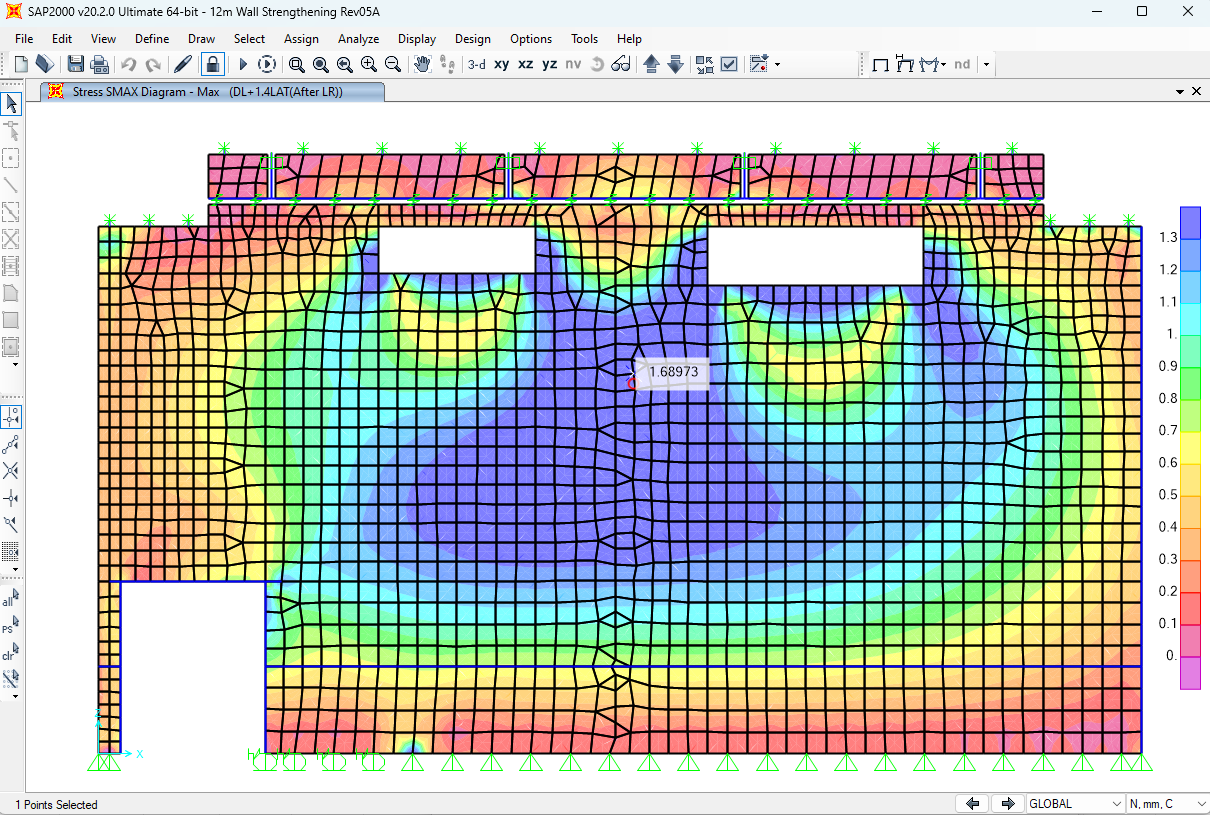 SAP2000 v20.2.0 Ultimate 64-bit - 12m Wall Strengthening Rev05A
File Edit View Define Draw Select Assign Analyze Display Design Options Tools Help
3-d xy xz yz nv nd
Stress SMAX Diagram - Max (DL+1.4LAT(After LR))
1.3
1.2
1.1
1.
0.9
0.8
0.7
0.6
0.5
0.4
0.3
0.2
0.1
0.
1.68973
all
PS
clr
X
1 Points Selected
GLOBAL
N, mm, C